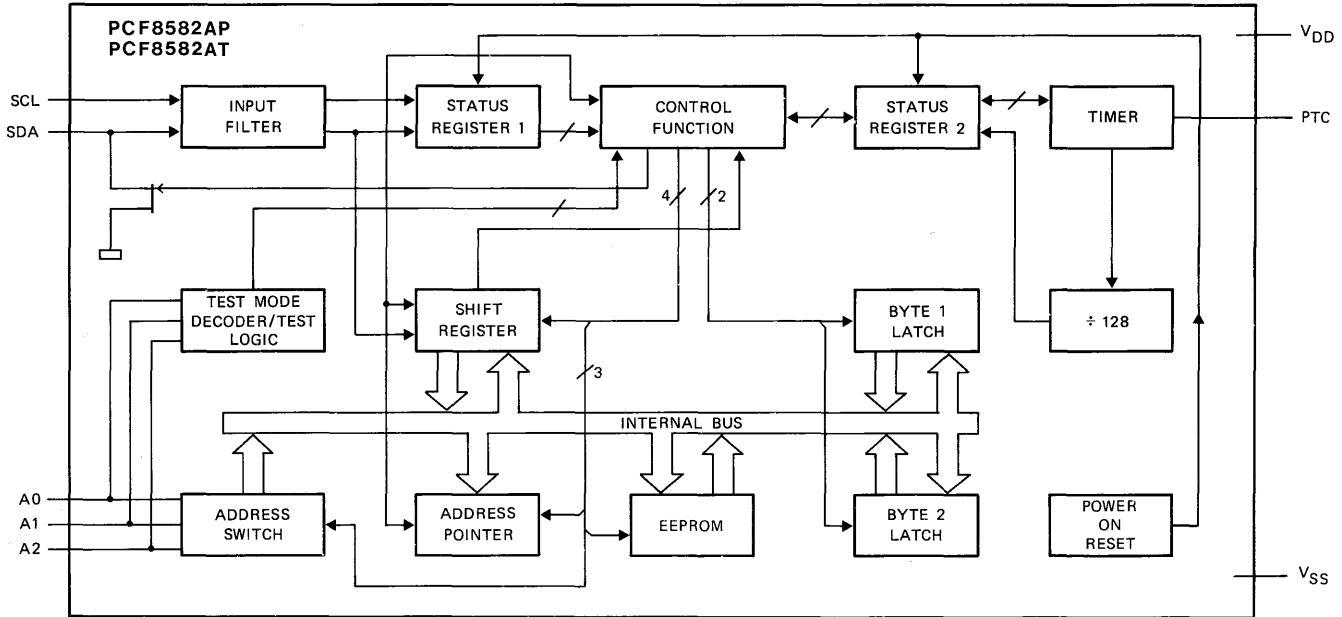 PCF8582AP
PCF8582AT
VDD
SCL
SDA
INPUT
FILTER
STATUS
REGISTER 1
CONTROL
FUNCTION
STATUS
REGISTER 2
TIMER
PTC
4
2
TEST MODE
DECODER/TEST
LOGIC
SHIFT
REGISTER
BYTE 1
LATCH
÷ 128
3
INTERNAL BUS
A0
A1
A2
ADDRESS
SWITCH
ADDRESS
POINTER
EEPROM
BYTE 2
LATCH
POWER
ON
RESET
VSS